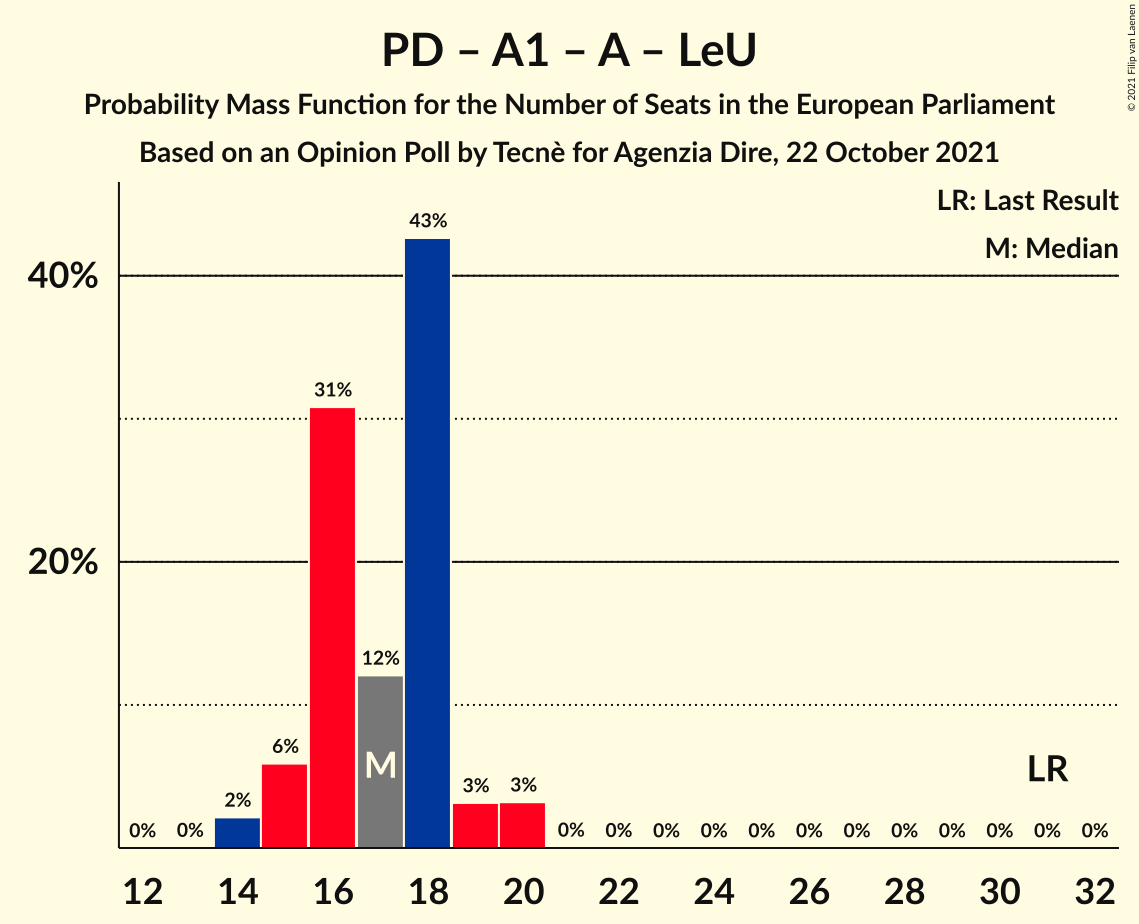 PD – A1 – A – LeU
Probability Mass Function for the Number of Seats in the European Parliament
Based on an Opinion Poll by Tecnè for Agenzia Dire, 22 October 2021
© 2021 Filip van Laenen
LR: Last Result
M: Median
40%
20%
0% 0% 2% 6% 31% 12% 43% 3% 3% 0% 0% 0% 0% 0% 0% 0% 0% 0% 0% 0% 0%
M
LR
12 14 16 18 20 22 24 26 28 30 32